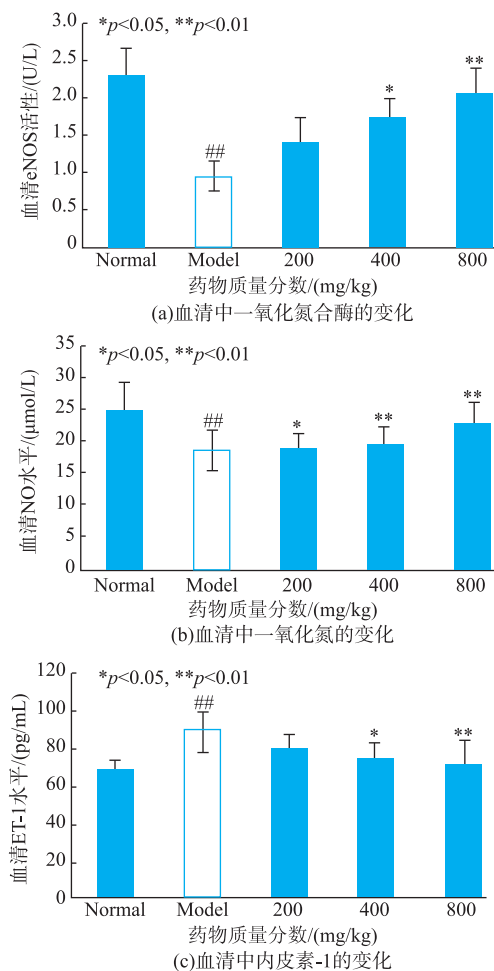 *p<0.05, **p<0.01
血清eNOS活性/(U/L)
3.0
2.5
2.0
1.5
1.0
0.5
0
##
*
**
Normal Model 200 400 800
药物质量分数/(mg/kg)
(a)血清中一氧化氮合酶的变化
*p<0.05, **p<0.01
血清NO水平/(μmol/L)
35
30
25
20
15
10
5
0
##
*
**
**
Normal Model 200 400 800
药物质量分数/(mg/kg)
(b)血清中一氧化氮的变化
*p<0.05, **p<0.01
血清ET-1水平/(pg/mL)
120
100
80
60
40
20
0
##
*
**
Normal Model 200 400 800
药物质量分数/(mg/kg)
(c)血清中内皮素-1的变化